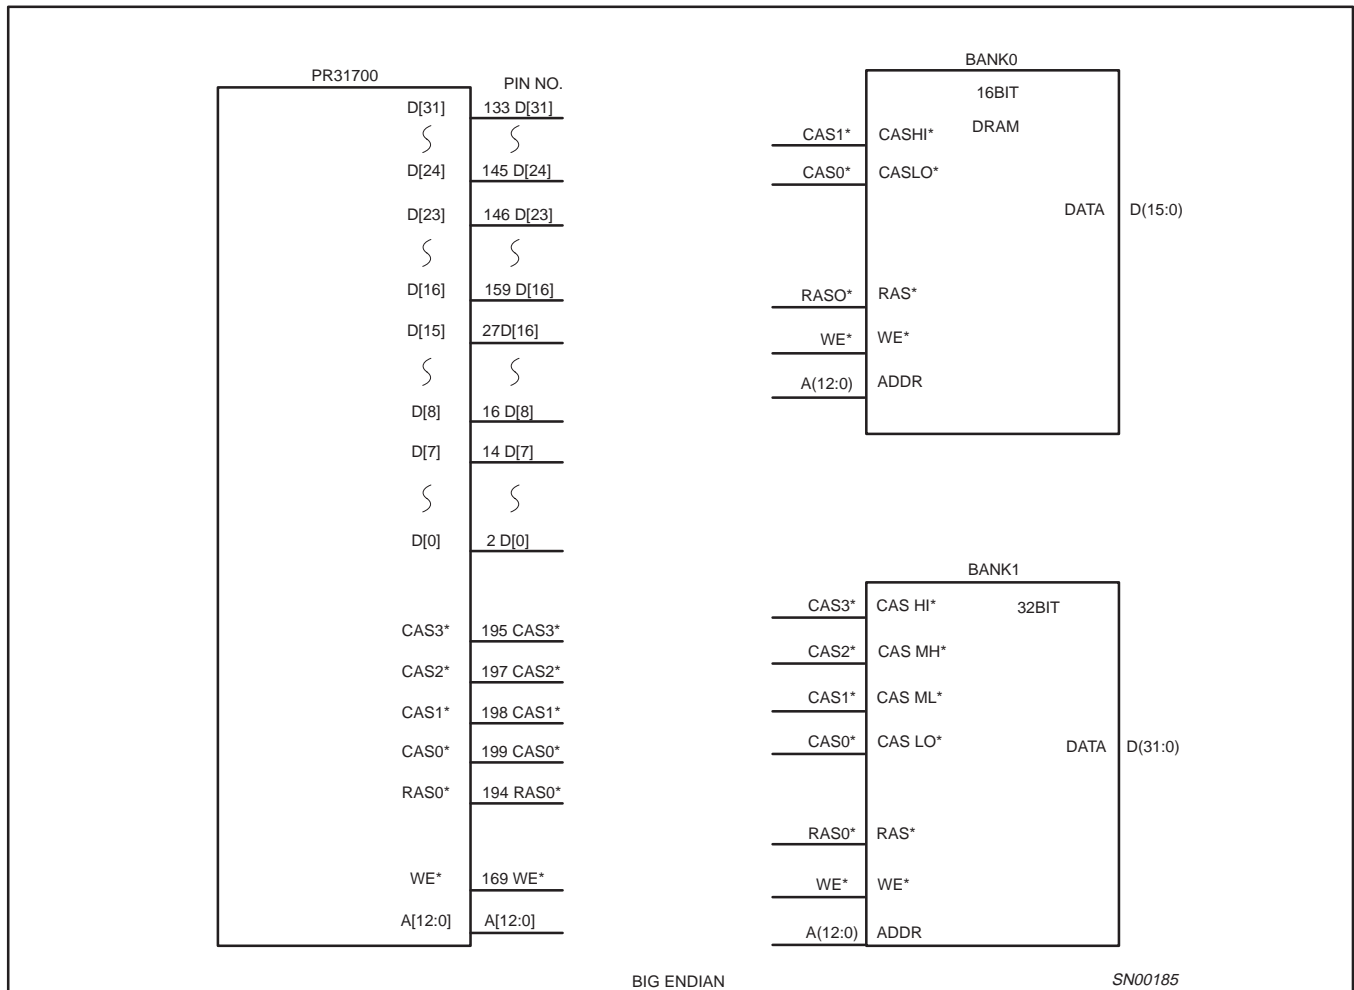 PR31700
PIN NO.
D[31] 133 D[31]
D[24] 145 D[24]
D[23] 146 D[23]
D[16] 159 D[16]
D[15] 27D[16]
D[8] 16 D[8]
D[7] 14 D[7]
D[0] 2 D[0]
CAS3* 195 CAS3*
CAS2* 197 CAS2*
CAS1* 198 CAS1*
CAS0* 199 CAS0*
RAS0* 194 RAS0*
WE* 169 WE*
A[12:0] A[12:0]
BANK0
16BIT
DRAM
CAS1* CASHI*
CAS0* CASLO*
DATA D(15:0)
RASO* RAS*
WE* WE*
A(12:0) ADDR
BANK1
32BIT
CAS3* CAS HI*
CAS2* CAS MH*
CAS1* CAS ML*
CAS0* CAS LO*
DATA D(31:0)
RAS0* RAS*
WE* WE*
A(12:0) ADDR
BIG ENDIAN
SN00185